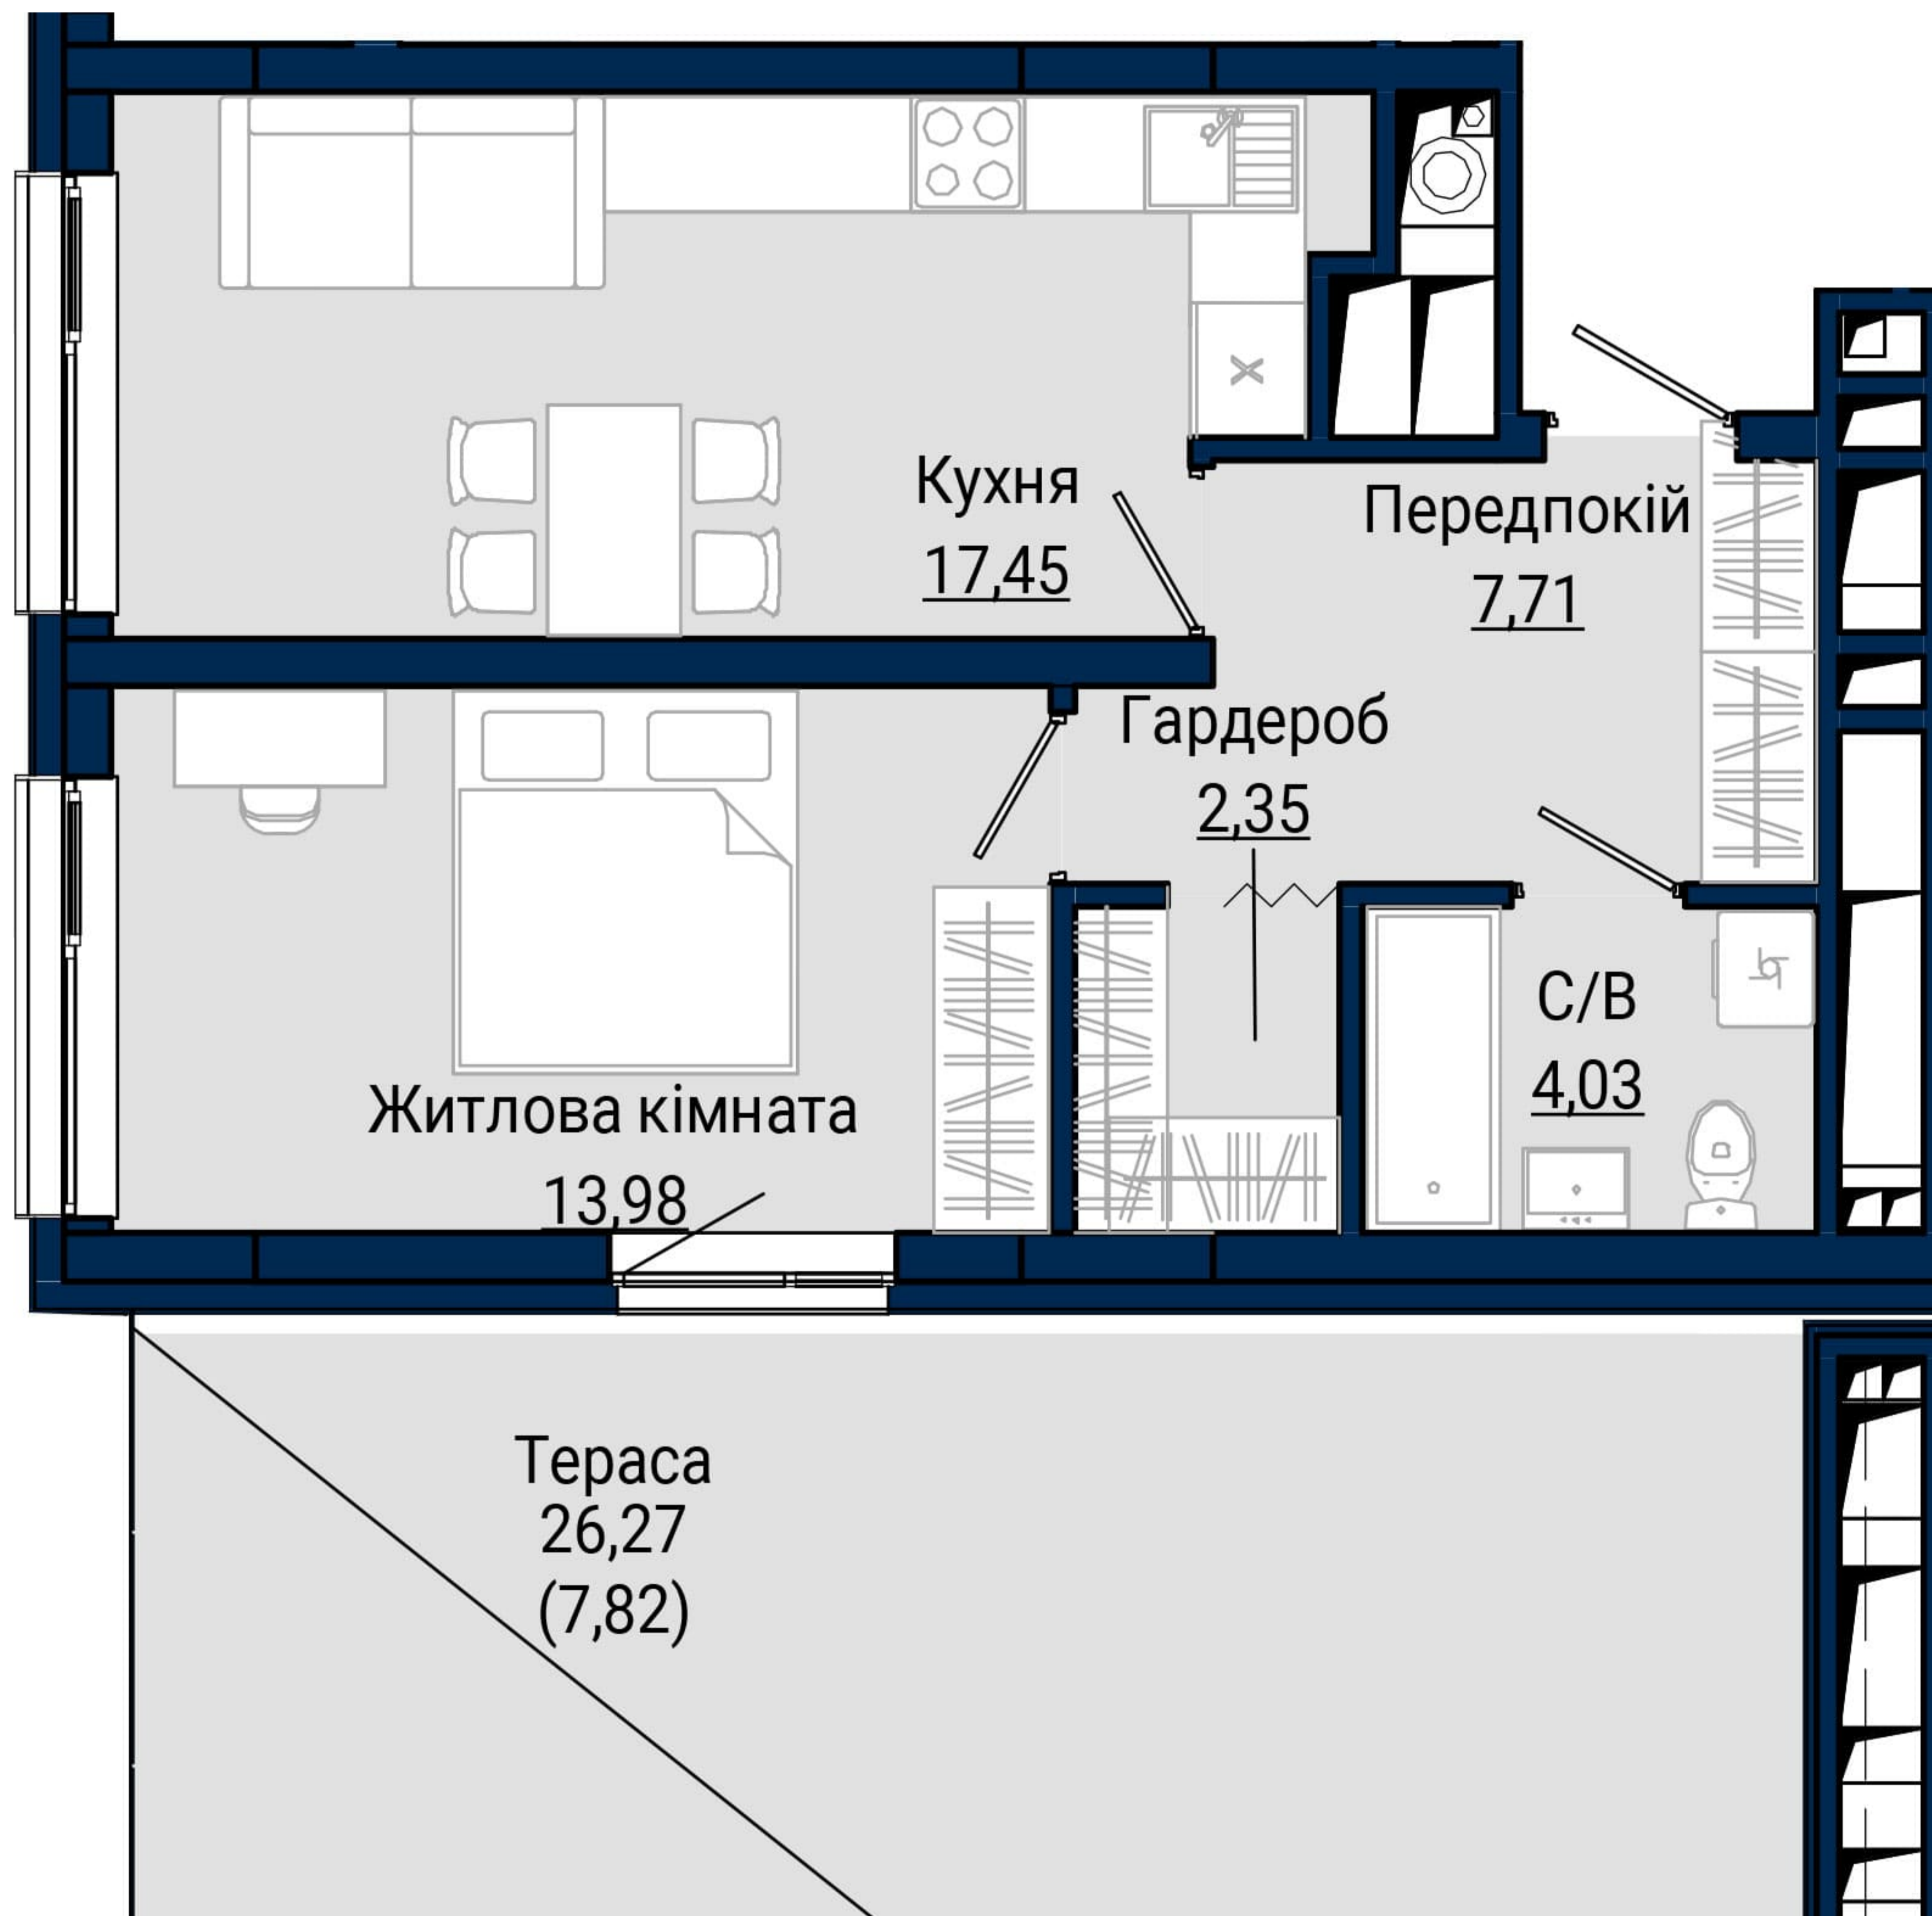 Кухня
17,45
Передпокій
7,71
Гардероб
2,35
С/В
4,03
Житлова кімната
13,98
Тераса
26,27
(7,82)